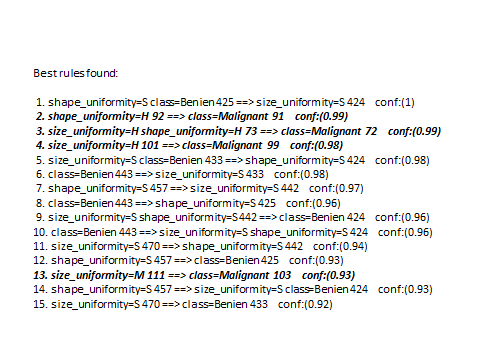 Best rules found:
1. shape_uniformity=S class=Benien 425 ==> size_uniformity=S 424 conf:(1)
2. shape_uniformity=H 92 ==> class=Malignant 91 conf:(0.99)
3. size_uniformity=H shape_uniformity=H 73 ==> class=Malignant 72 conf:(0.99)
4. size_uniformity=H 101 ==> class=Malignant 99 conf:(0.98)
5. size_uniformity=S class=Benien 433 ==> shape_uniformity=S 424 conf:(0.98)
6. class=Benien 443 ==> size_uniformity=S 433 conf:(0.98)
7. shape_uniformity=S 457 ==> size_uniformity=S 442 conf:(0.97)
8. class=Benien 443 ==> shape_uniformity=S 425 conf:(0.96)
9. size_uniformity=S shape_uniformity=S 442 ==> class=Benien 424 conf:(0.96)
10. class=Benien 443 ==> size_uniformity=S shape_uniformity=S 424 conf:(0.96)
11. size_uniformity=S 470 ==> shape_uniformity=S 442 conf:(0.94)
12. shape_uniformity=S 457 ==> class=Benien 425 conf:(0.93)
13. size_uniformity=M 111 ==> class=Malignant 103 conf:(0.93)
14. shape_uniformity=S 457 ==> size_uniformity=S class=Benien 424 conf:(0.93)
15. size_uniformity=S 470 ==> class=Benien 433 conf:(0.92)